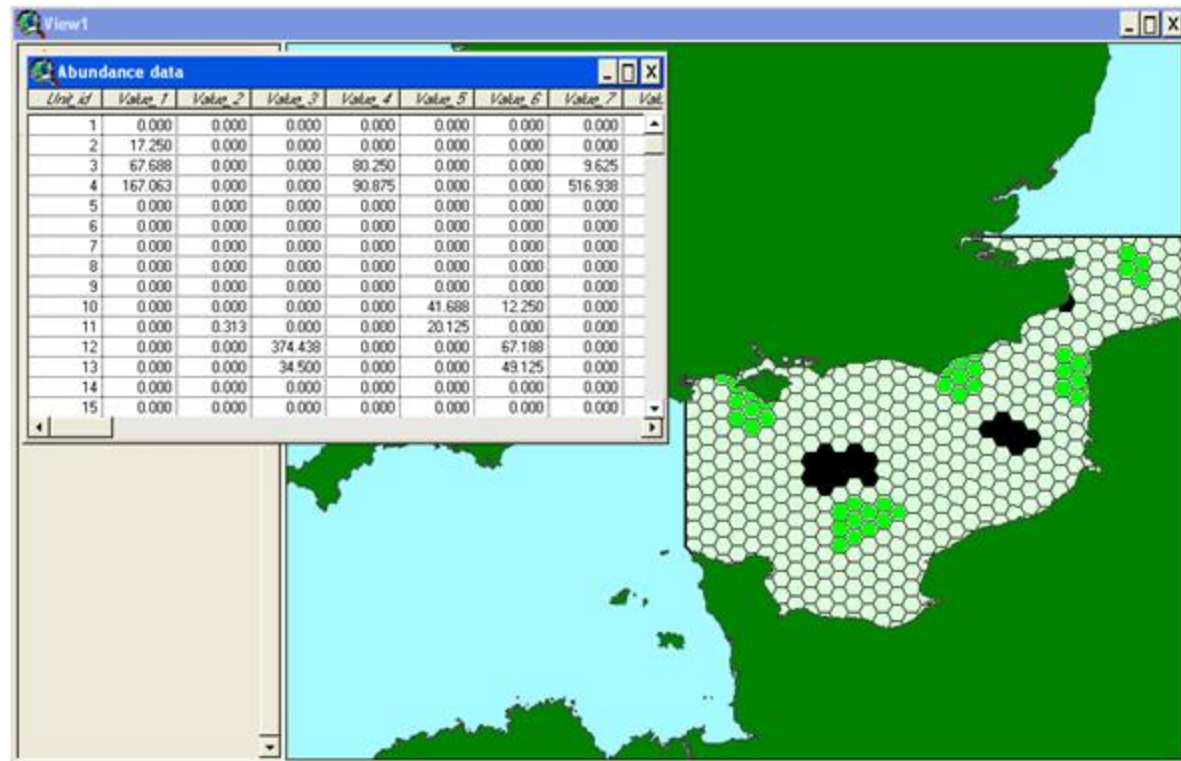 View1
Abundance data
Unit_id Value_1 Value_2 Value_3 Value_4 Value_5 Value_6 Value_7 Val
1 0.000 0.000 0.000 0.000 0.000 0.000 0.000
2 17.250 0.000 0.000 0.000 0.000 0.000 0.000
3 67.688 0.000 0.000 80.250 0.000 0.000 9.625
4 167.063 0.000 0.000 90.875 0.000 0.000 516.938
5 0.000 0.000 0.000 0.000 0.000 0.000 0.000
6 0.000 0.000 0.000 0.000 0.000 0.000 0.000
7 0.000 0.000 0.000 0.000 0.000 0.000 0.000
8 0.000 0.000 0.000 0.000 0.000 0.000 0.000
9 0.000 0.000 0.000 0.000 0.000 0.000 0.000
10 0.000 0.000 0.000 0.000 41.688 12.250 0.000
11 0.000 0.313 0.000 0.000 20.125 0.000 0.000
12 0.000 0.000 374.438 0.000 0.000 67.188 0.000
13 0.000 0.000 34.500 0.000 0.000 49.125 0.000
14 0.000 0.000 0.000 0.000 0.000 0.000 0.000
15 0.000 0.000 0.000 0.000 0.000 0.000 0.000